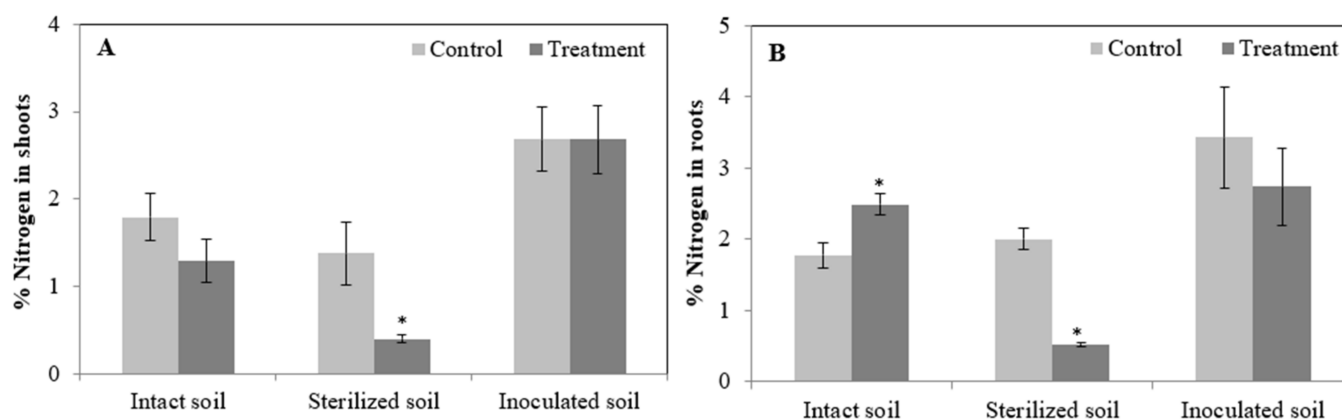 A
Control Treatment
% Nitrogen in shoots
4
3
2
1
0
*
Intact soil Sterilized soil Inoculated soil
B
Control Treatment
% Nitrogen in roots
5
4
3
2
1
0
*
*
Intact soil Sterilized soil Inoculated soil